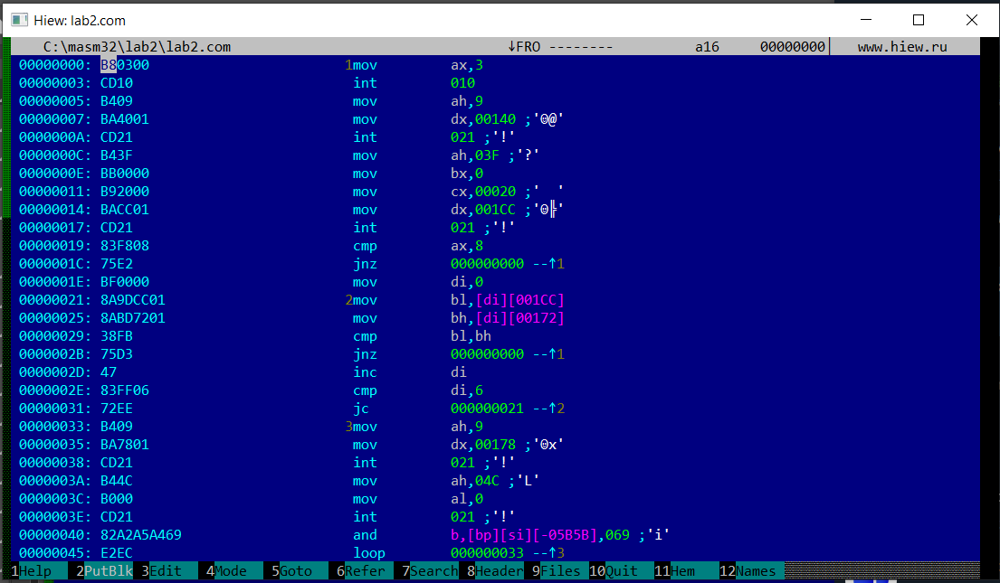 Hiew: lab2.com
C:\masm32\lab2\lab2.com ↓FRO -------- a16 00000000 www.hiew.ru
00000000: B80300 1mov ax,3
00000003: CD10 int 010
00000005: B409 mov ah,9
00000007: BA4001 mov dx,00140 ;'☺@'
0000000A: CD21 int 021 ;'!'
0000000C: B43F mov ah,03F ;'?'
0000000E: BB0000 mov bx,0
00000011: B92000 mov cx,00020 ;'  '
00000014: BACC01 mov dx,001CC ;'☺╠'
00000017: CD21 int 021 ;'!'
00000019: 83F808 cmp ax,8
0000001C: 75E2 jnz 000000000 --↑1
0000001E: BF0000 mov di,0
00000021: 8A9DCC01 2mov bl,[di][001CC]
00000025: 8ABD7201 mov bh,[di][00172]
00000029: 38FB cmp bl,bh
0000002B: 75D3 jnz 000000000 --↑1
0000002D: 47 inc di
0000002E: 83FF06 cmp di,6
00000031: 72EE jc 000000021 --↑2
00000033: B409 3mov ah,9
00000035: BA7801 mov dx,00178 ;'☺x'
00000038: CD21 int 021 ;'!'
0000003A: B44C mov ah,04C ;'L'
0000003C: B000 mov al,0
0000003E: CD21 int 021 ;'!'
00000040: 82A2A5A469 and b,[bp][si][-05B5B],069 ;'i'
00000045: E2EC loop 000000033 --↑3
1Help 2PutBlk 3Edit 4Mode 5Goto 6Refer 7Search 8Header 9Files 10Quit 11Hem 12Names